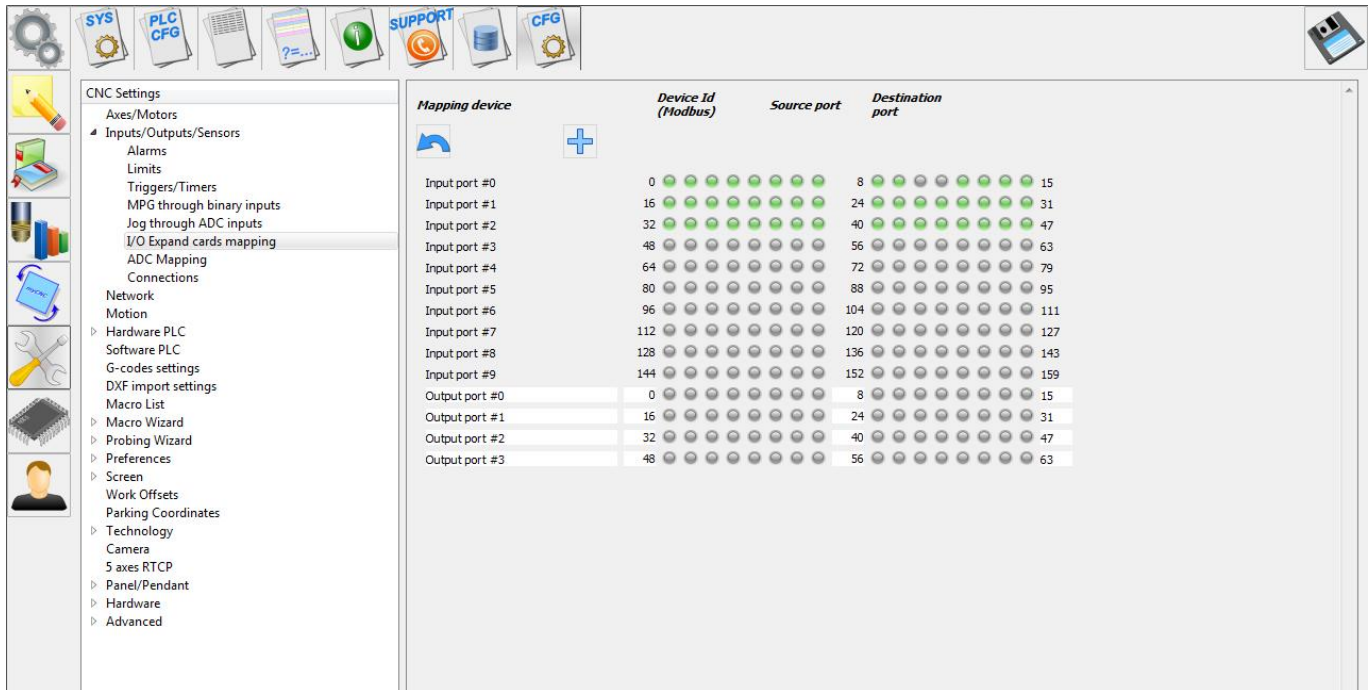 SYS
PLC
CFG
?=...
SUPPORT
CFG
myCNC
CNC Settings
Axes/Motors
Inputs/Outputs/Sensors
Alarms
Limits
Triggers/Timers
MPG through binary inputs
Jog through ADC inputs
I/O Expand cards mapping
ADC Mapping
Connections
Network
Motion
Hardware PLC
Software PLC
G-codes settings
DXF import settings
Macro List
Macro Wizard
Probing Wizard
Preferences
Screen
Work Offsets
Parking Coordinates
Technology
Camera
5 axes RTCP
Panel/Pendant
Hardware
Advanced
Mapping device Device Id (Modbus) Source port Destination port
Input port #0 0 8 15
Input port #1 16 24 31
Input port #2 32 40 47
Input port #3 48 56 63
Input port #4 64 72 79
Input port #5 80 88 95
Input port #6 96 104 111
Input port #7 112 120 127
Input port #8 128 136 143
Input port #9 144 152 159
Output port #0 0 8 15
Output port #1 16 24 31
Output port #2 32 40 47
Output port #3 48 56 63